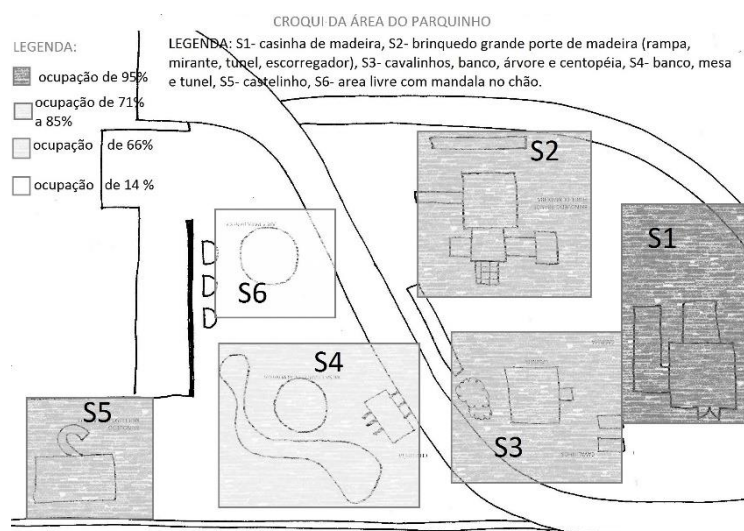 CROQUI DA ÁREA DO PARQUINHO
LEGENDA:
ocupação de 95%
ocupação de 71%
a 85%
ocupação de 66%
ocupação de 14 %
LEGENDA: S1- casinha de madeira, S2- brinquedo grande porte de madeira (rampa,
mirante, tunel, escorregador), S3- cavalinhos, banco, árvore e centopéia, S4- banco, mesa
e tunel, S5- castelinho, S6- area livre com mandala no chão.
S2
S1
S6
S4
S5
S3